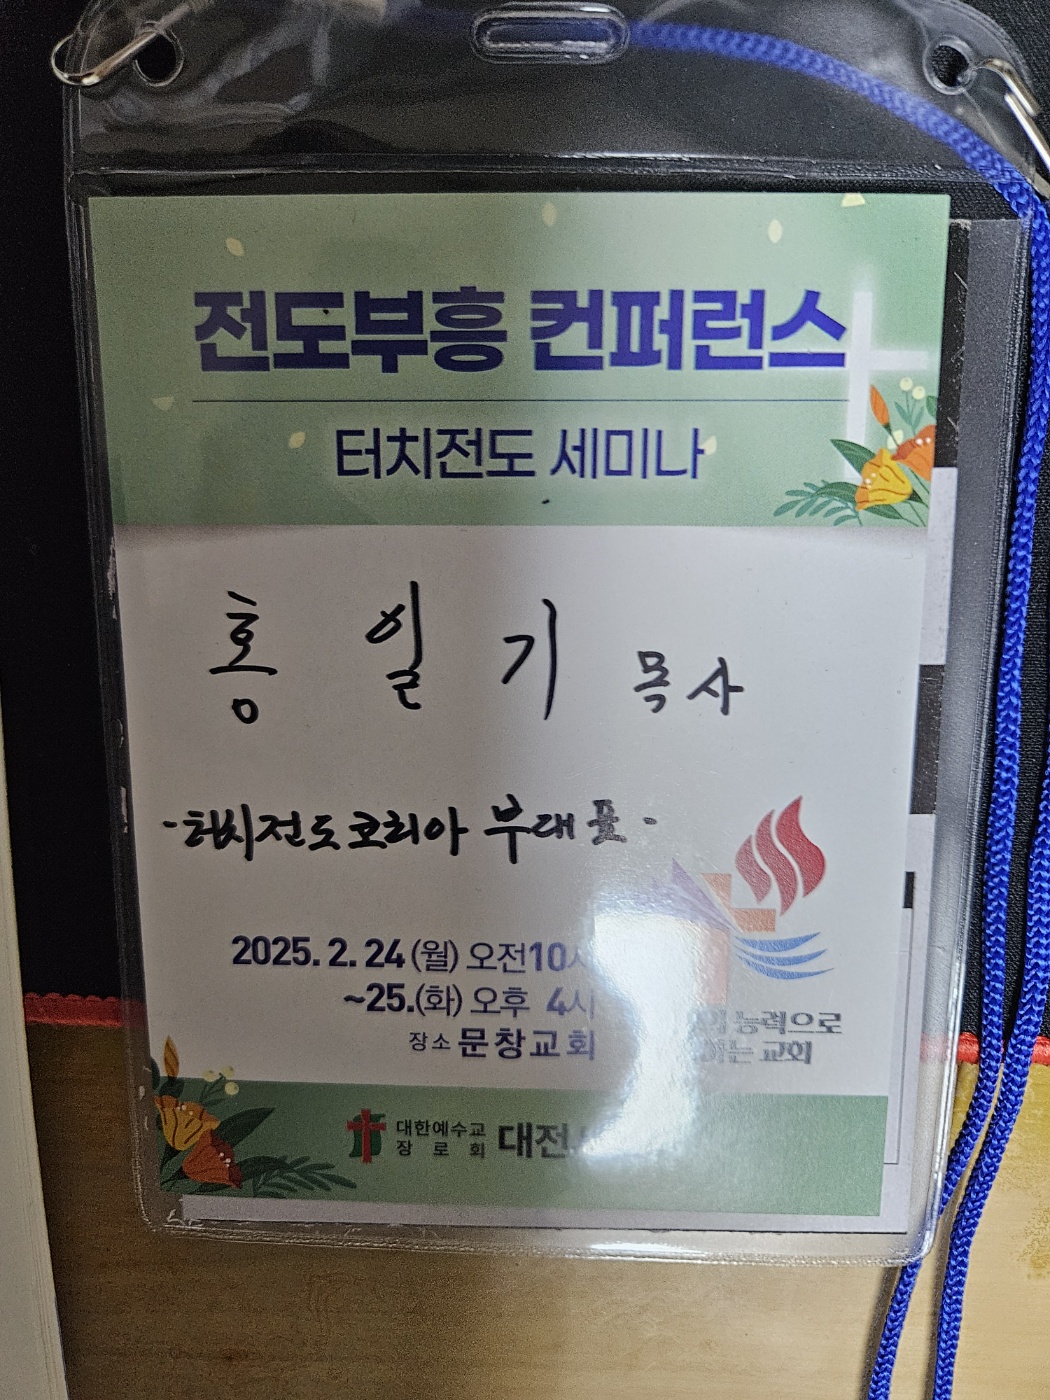 전도부흥 컨퍼런스
터치전도 세미나
홍 일 기 목사
-터치전도코리아 부대표-
2025. 2. 24 (월) 오전10시
~25.(화) 오후 4시
장소 문창교회
능력으로
교회
대한예수교
장로회